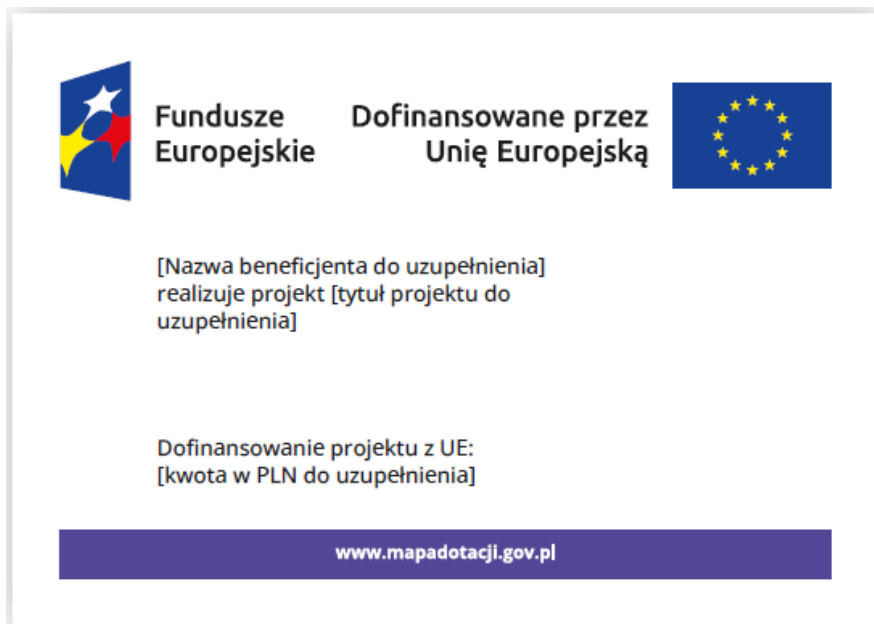 Fundusze
Europejskie
Dofinansowane przez
Unię Europejską
[Nazwa beneficjenta do uzupełnienia]
realizuje projekt [tytuł projektu do
uzupełnienia]
Dofinansowanie projektu z UE:
[kwota w PLN do uzupełnienia]
www.mapadotacji.gov.pl